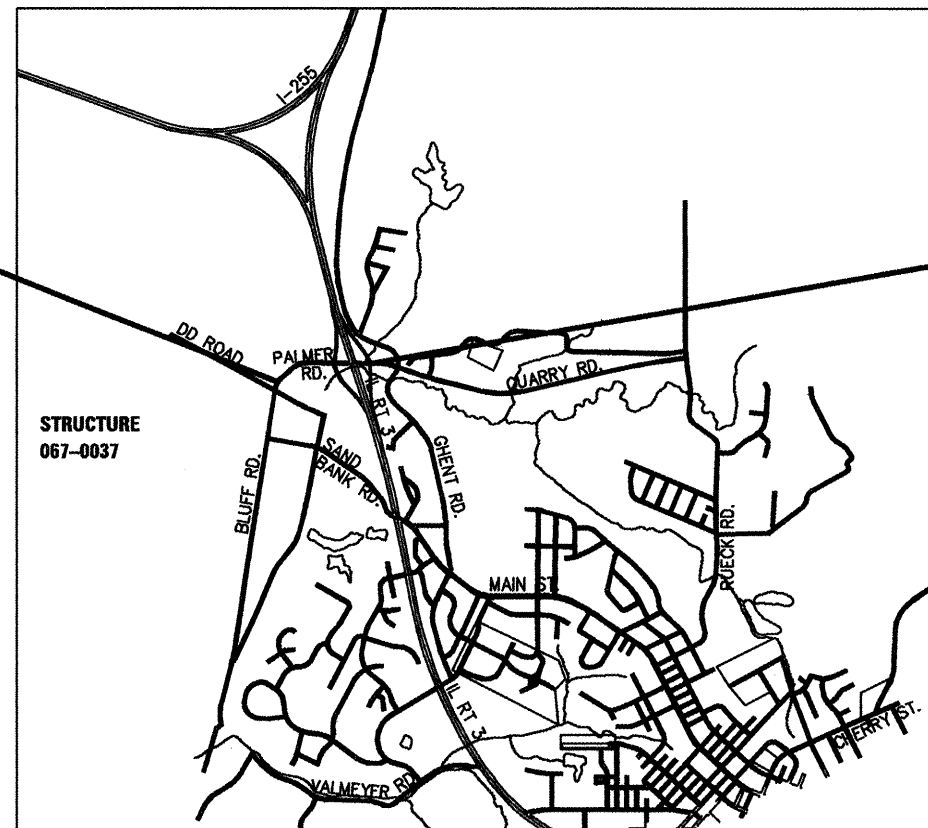 I-255
DD ROAD
PALMER
RD.
QUARRY RD.
IL RT 3
STRUCTURE
067-0037
SAND
BANK RD.
GHENT RD.
BLUFF RD.
RUECK RD.
MAIN ST.
IL RT 3
CHERRY ST.
VALMEYER RD.